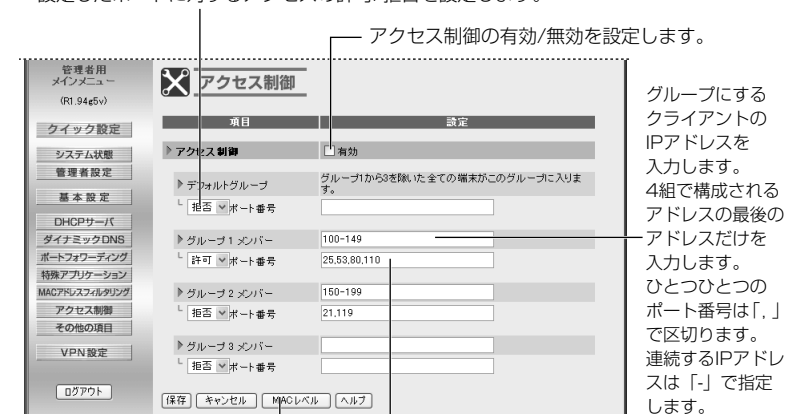 設定したポートに対するアクセスの許可/拒否を設定します。
アクセス制御の有効/無効を設定します。
管理者用
メインメニュー
(R1.94g5v)
クイック設定
システム状態
管理者設定
基本設定
DHCPサーバ
ダイナミックDNS
ポートフォワーディング
特殊アプリケーション
MACアドレスフィルタリング
アクセス制御
その他の項目
VPN設定
ログアウト
アクセス制御
項目 設定
アクセス制御 有効
デフォルトグループ グループ1から3を除いた全ての端末がこのグループに入りま
す。
拒否 ポート番号
グループ1 メンバー 100-149
許可 ポート番号 25,53,80,110
グループ2 メンバー 150-199
拒否 ポート番号 21,119
グループ3 メンバー
拒否 ポート番号
保存 キャンセル MACレベル ヘルプ
グループにする
クライアントの
IPアドレスを
入力します。
4組で構成される
アドレスの最後の
アドレスだけを
入力します。
ひとつひとつの
ポート番号は「，」
で区切ります。
連続するIPアドレ
スは「-」で指定
します。